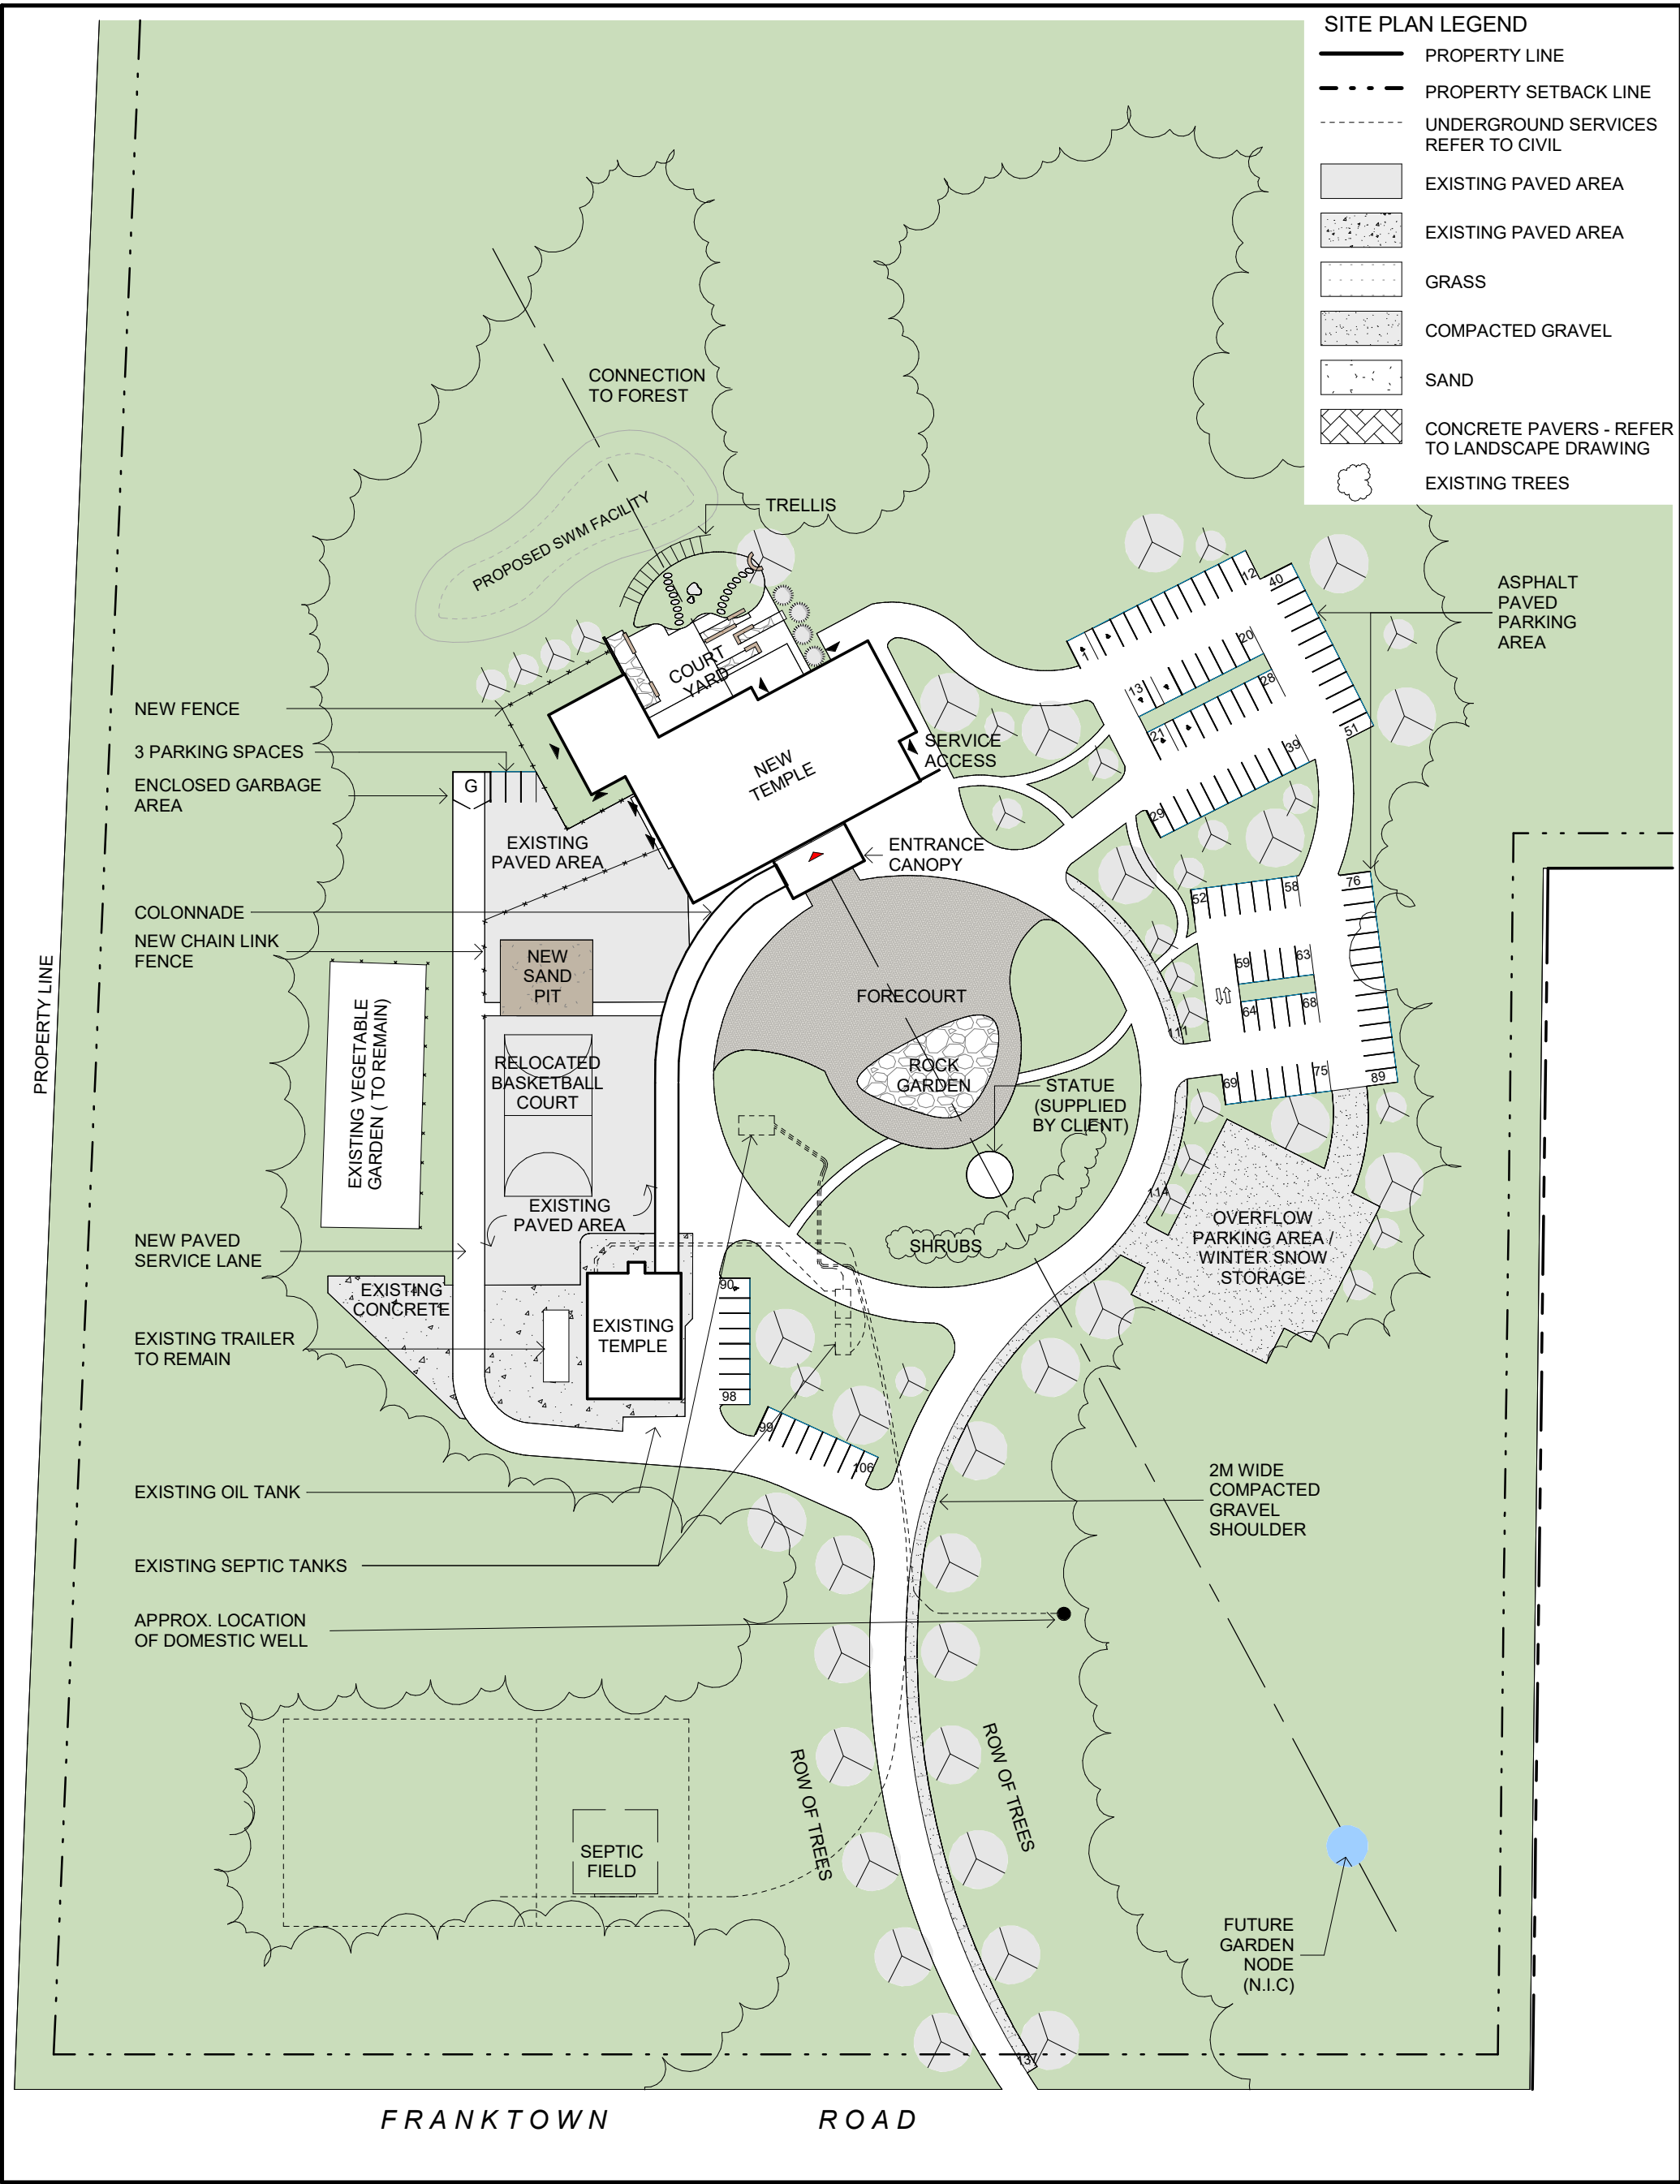 SITE PLAN LEGEND
PROPERTY LINE
PROPERTY SETBACK LINE
UNDERGROUND SERVICES
REFER TO CIVIL
EXISTING PAVED AREA
EXISTING PAVED AREA
GRASS
COMPACTED GRAVEL
SAND
CONCRETE PAVERS - REFER
TO LANDSCAPE DRAWING
EXISTING TREES
CONNECTION
TO FOREST
PROPOSED SWM FACILITY
TRELLIS
ASPHALT
PAVED
PARKING
AREA
12
40
1
20
13
28
21
51
39
29
COURT
YARD
NEW FENCE
3 PARKING SPACES
ENCLOSED GARBAGE
AREA
G
NEW
TEMPLE
SERVICE
ACCESS
EXISTING
PAVED AREA
ENTRANCE
CANOPY
COLONNADE
NEW CHAIN LINK
FENCE
NEW
SAND
PIT
PROPERTY LINE
EXISTING VEGETABLE
GARDEN ( TO REMAIN)
FORECOURT
52
58
76
59
63
64
68
111
69
75
89
RELOCATED
BASKETBALL
COURT
ROCK
GARDEN
STATUE
(SUPPLIED
BY CLIENT)
EXISTING
PAVED AREA
114
OVERFLOW
PARKING AREA /
WINTER SNOW
STORAGE
SHRUBS
NEW PAVED
SERVICE LANE
EXISTING
CONCRETE
90
EXISTING TRAILER
TO REMAIN
EXISTING
TEMPLE
98
99
106
EXISTING OIL TANK
2M WIDE
COMPACTED
GRAVEL
SHOULDER
EXISTING SEPTIC TANKS
APPROX. LOCATION
OF DOMESTIC WELL
ROW OF TREES
ROW OF TREES
SEPTIC
FIELD
FUTURE
GARDEN
NODE
(N.I.C)
137
FRANKTOWN ROAD